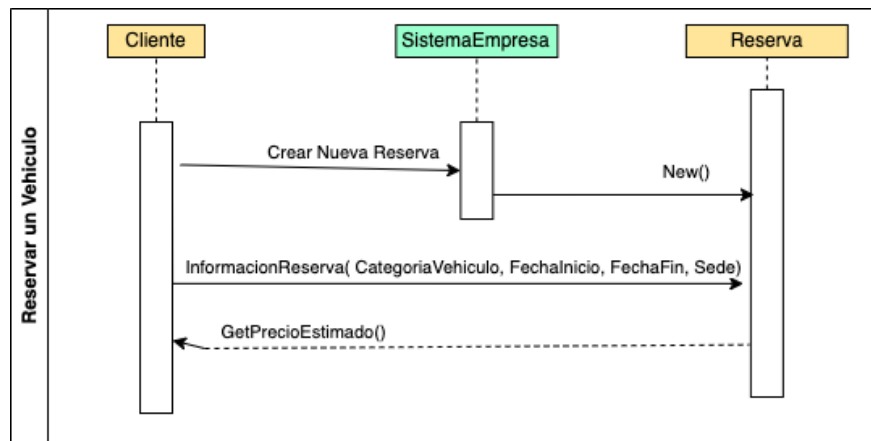 Cliente
SistemaEmpresa
Reserva
Reservar un Vehiculo
Crear Nueva Reserva
New()
InformacionReserva( CategoriaVehiculo, FechaInicio, FechaFin, Sede)
GetPrecioEstimado()